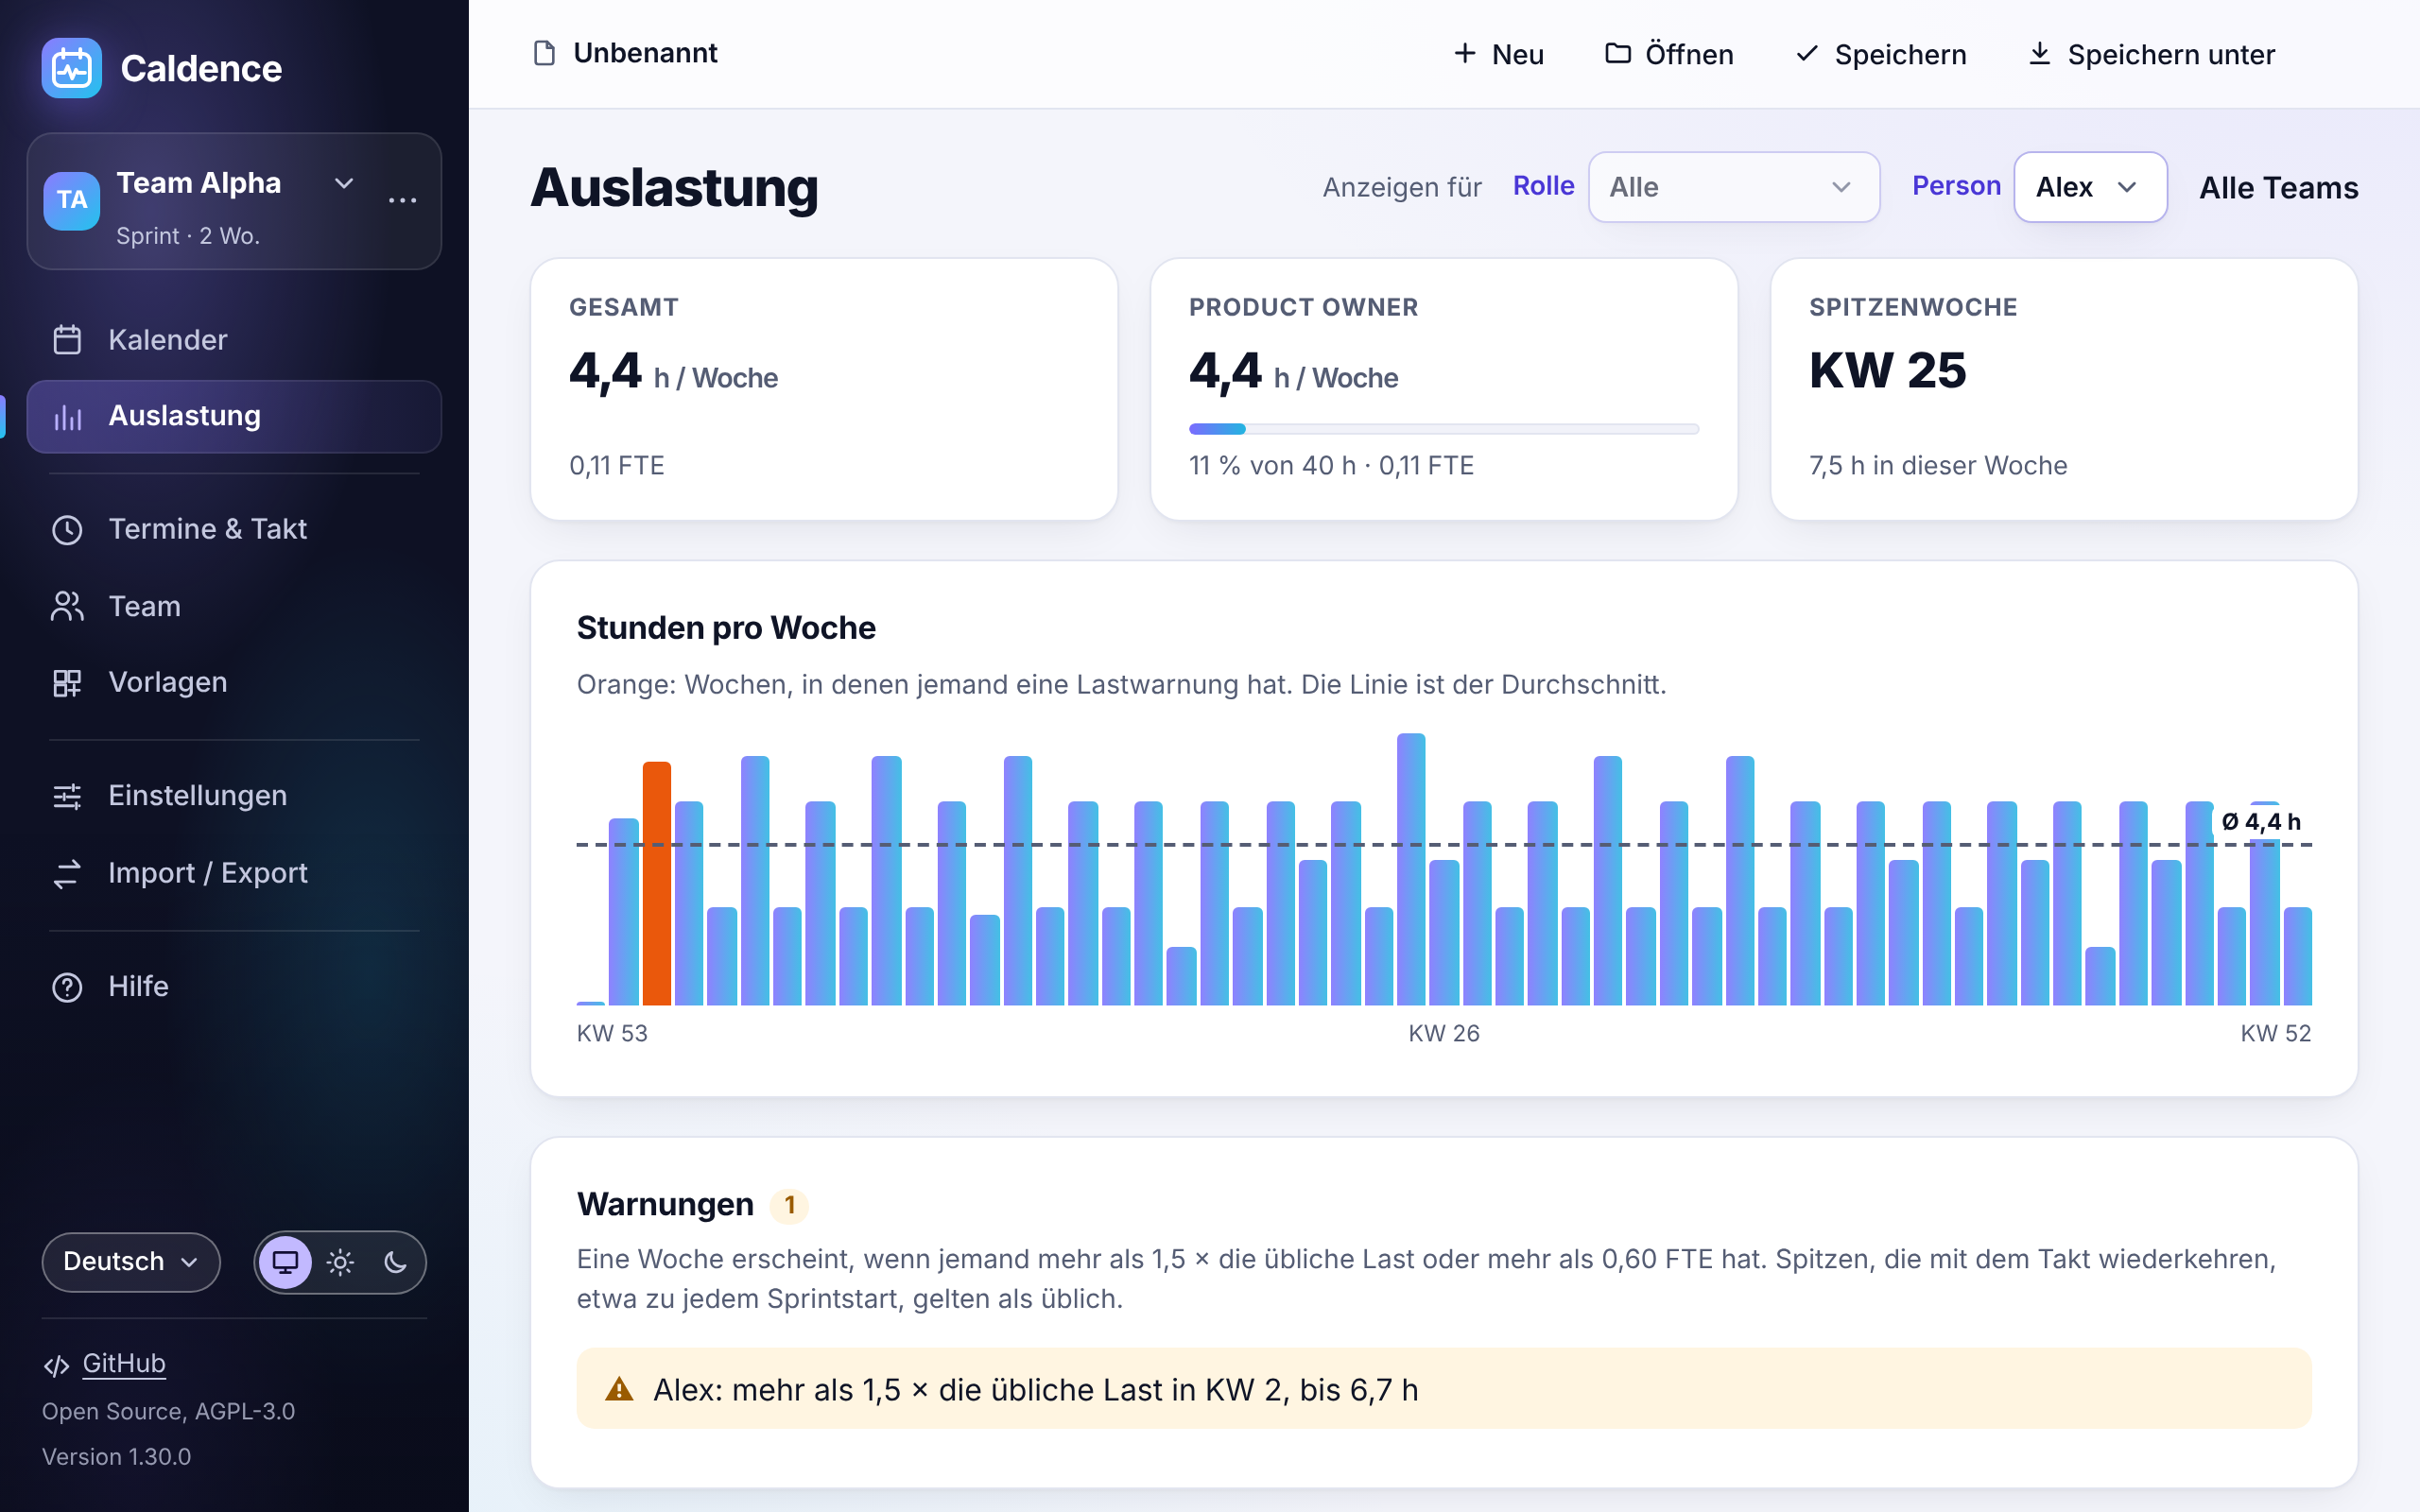 Caldence
TA
Team Alpha
Sprint · 2 Wo.
Kalender
Auslastung
Termine & Takt
Team
Vorlagen
Einstellungen
Import / Export
Hilfe
Deutsch
GitHub
Open Source, AGPL-3.0
Version 1.30.0
Unbenannt
Neu
Öffnen
Speichern
Speichern unter
Auslastung
Anzeigen für
Rolle
Alle
Person
Alex
Alle Teams
GESAMT
4,4 h / Woche
0,11 FTE
PRODUCT OWNER
4,4 h / Woche
11 % von 40 h · 0,11 FTE
SPITZENWOCHE
KW 25
7,5 h in dieser Woche
Stunden pro Woche
Orange: Wochen, in denen jemand eine Lastwarnung hat. Die Linie ist der Durchschnitt.
Ø 4,4 h
KW 53
KW 26
KW 52
Warnungen 1
Eine Woche erscheint, wenn jemand mehr als 1,5 × die übliche Last oder mehr als 0,60 FTE hat. Spitzen, die mit dem Takt wiederkehren,
etwa zu jedem Sprintstart, gelten als üblich.
Alex: mehr als 1,5 × die übliche Last in KW 2, bis 6,7 h